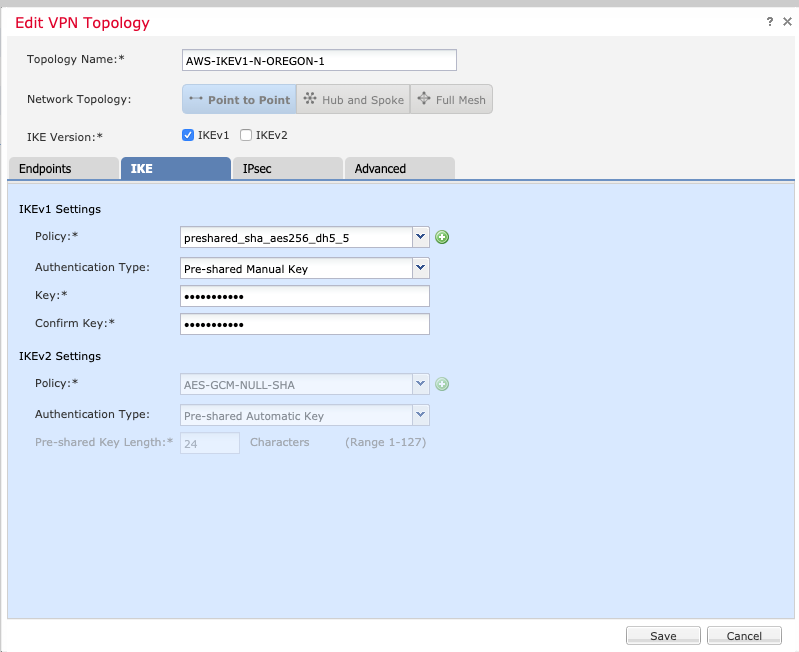 Edit VPN Topology
? ×
Topology Name:* AWS-IKEV1-N-OREGON-1
Network Topology: Point to Point Hub and Spoke Full Mesh
IKE Version:* IKEv1 IKEv2
Endpoints IKE IPsec Advanced
IKEv1 Settings
Policy:* preshared_sha_aes256_dh5_5
Authentication Type: Pre-shared Manual Key
Key:* •••••••••••
Confirm Key:* •••••••••••
IKEv2 Settings
Policy:* AES-GCM-NULL-SHA
Authentication Type: Pre-shared Automatic Key
Pre-shared Key Length:* 24 Characters (Range 1-127)
Save Cancel